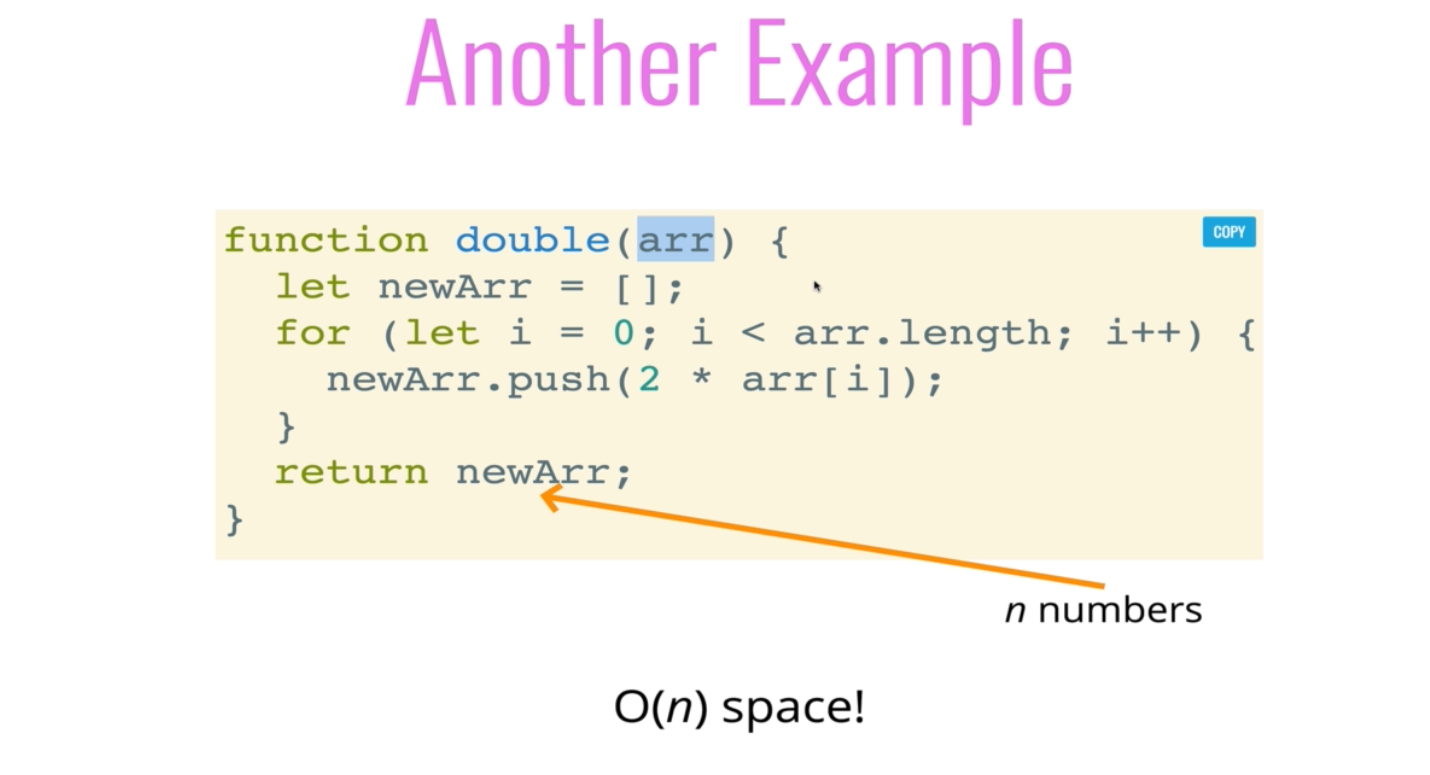 Another Example
function double(arr) {
COPY
let newArr = [];
for (let i = 0; i < arr.length; i++) {
newArr.push(2 * arr[i]);
}
return newArr;
}
n numbers
O(n) space!